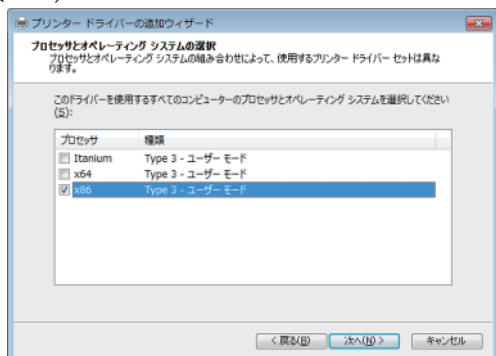 プリンター ドライバーの追加ウィザード
プロセッサとオペレーティング システムの選択
プロセッサとオペレーティング システムの組み合わせによって、使用するプリンター ドライバー セットは異な
ります。
このドライバーを使用するすべてのコンピューターのプロセッサとオペレーティング システムを選択してください
(S):
プロセッサ 種類
Itanium Type 3 - ユーザー モード
x64 Type 3 - ユーザー モード
x86 Type 3 - ユーザー モード
< 戻る(B) 次へ(N) > キャンセル